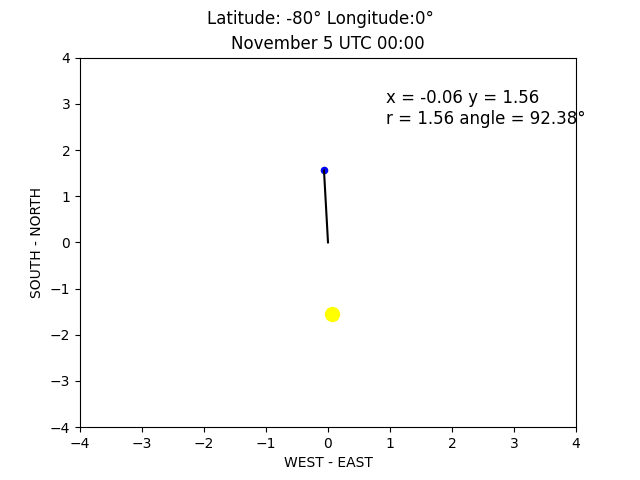 Latitude: -80° Longitude:0°
November 5 UTC 00:00
x = -0.06 y = 1.56
r = 1.56 angle = 92.38°
4
3
2
1
0
−1
−2
−3
−4
SOUTH - NORTH
−4 −3 −2 −1 0 1 2 3 4
WEST - EAST